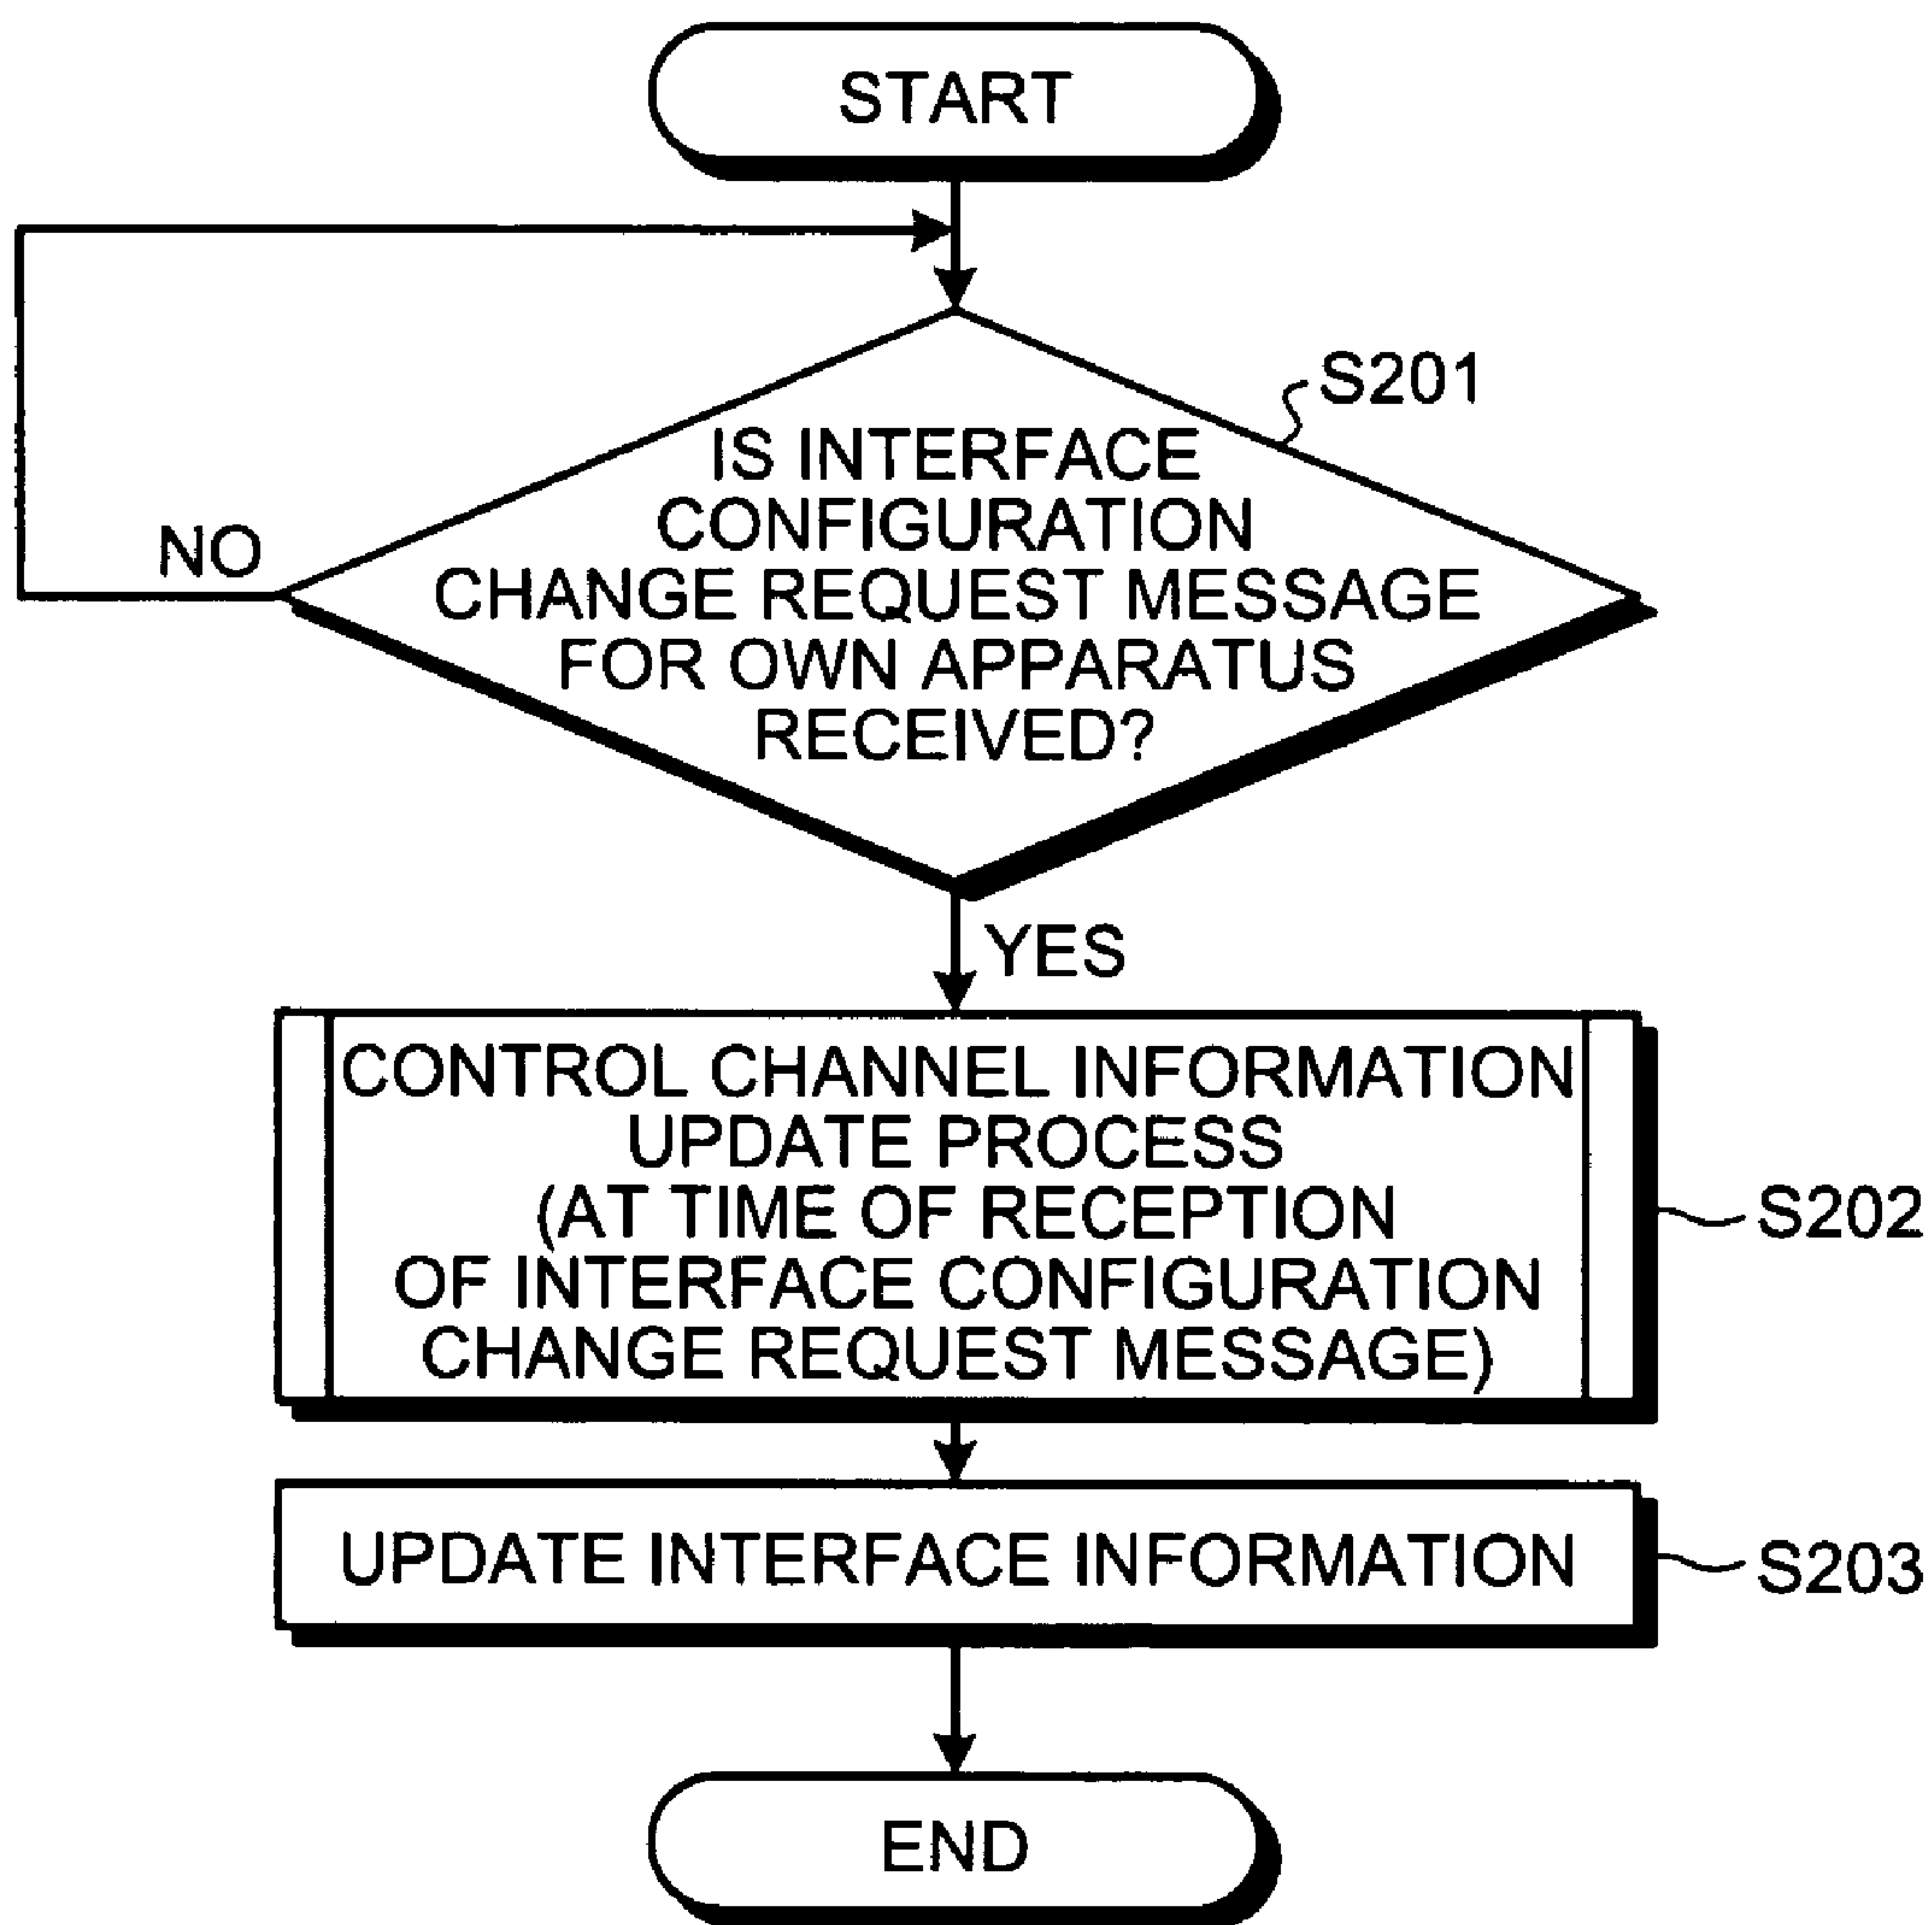 START
S201
IS INTERFACE
CONFIGURATION
CHANGE REQUEST MESSAGE
FOR OWN APPARATUS
RECEIVED?
NO
YES
CONTROL CHANNEL INFORMATION
UPDATE PROCESS
(AT TIME OF RECEPTION
OF INTERFACE CONFIGURATION
CHANGE REQUEST MESSAGE)
S202
UPDATE INTERFACE INFORMATION
S203
END